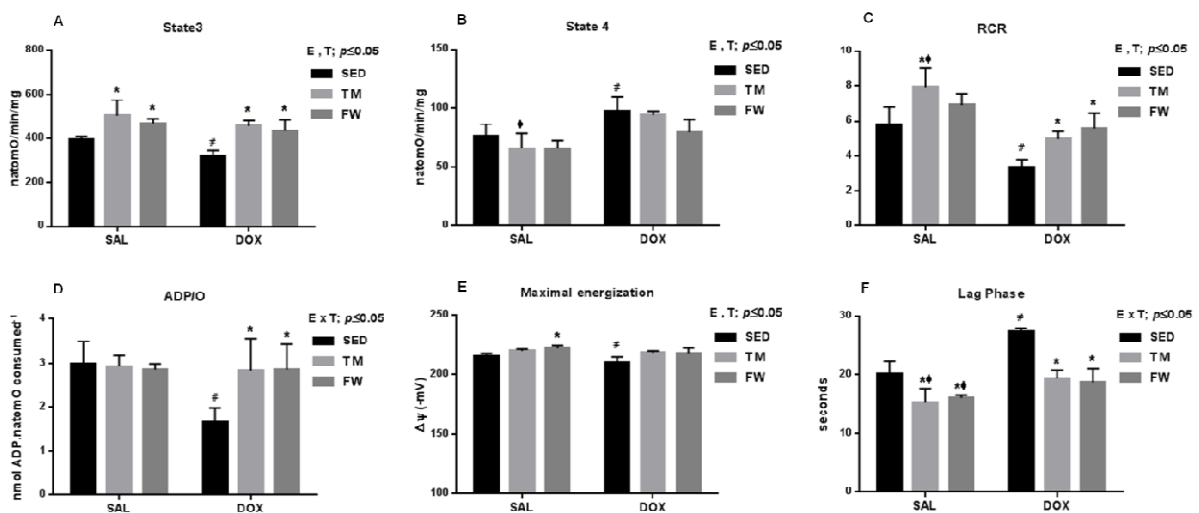 A
State3
natomO/min/mg
800
600
400
200
0
* *
# * *
SAL DOX
E , T; p≤0.05
SED
TM
FW
B
State 4
natomO/min/mg
150
100
50
0
ϕ
#
SAL DOX
E , T; p≤0.05
SED
TM
FW
C
RCR
8
6
4
2
0
*ϕ
# * *
SAL DOX
E , T; p≤0.05
SED
TM
FW
D
ADP/O
nmol ADP.natomO consumed⁻¹
4
3
2
1
0
# * *
SAL DOX
E x T; p≤0.05
SED
TM
FW
E
Maximal energization
Δψ (-mV)
250
200
150
100
*
#
SAL DOX
E , T; p≤0.05
SED
TM
FW
F
Lag Phase
seconds
30
20
10
0
*ϕ *ϕ
# * *
SAL DOX
E x T; p≤0.05
SED
TM
FW